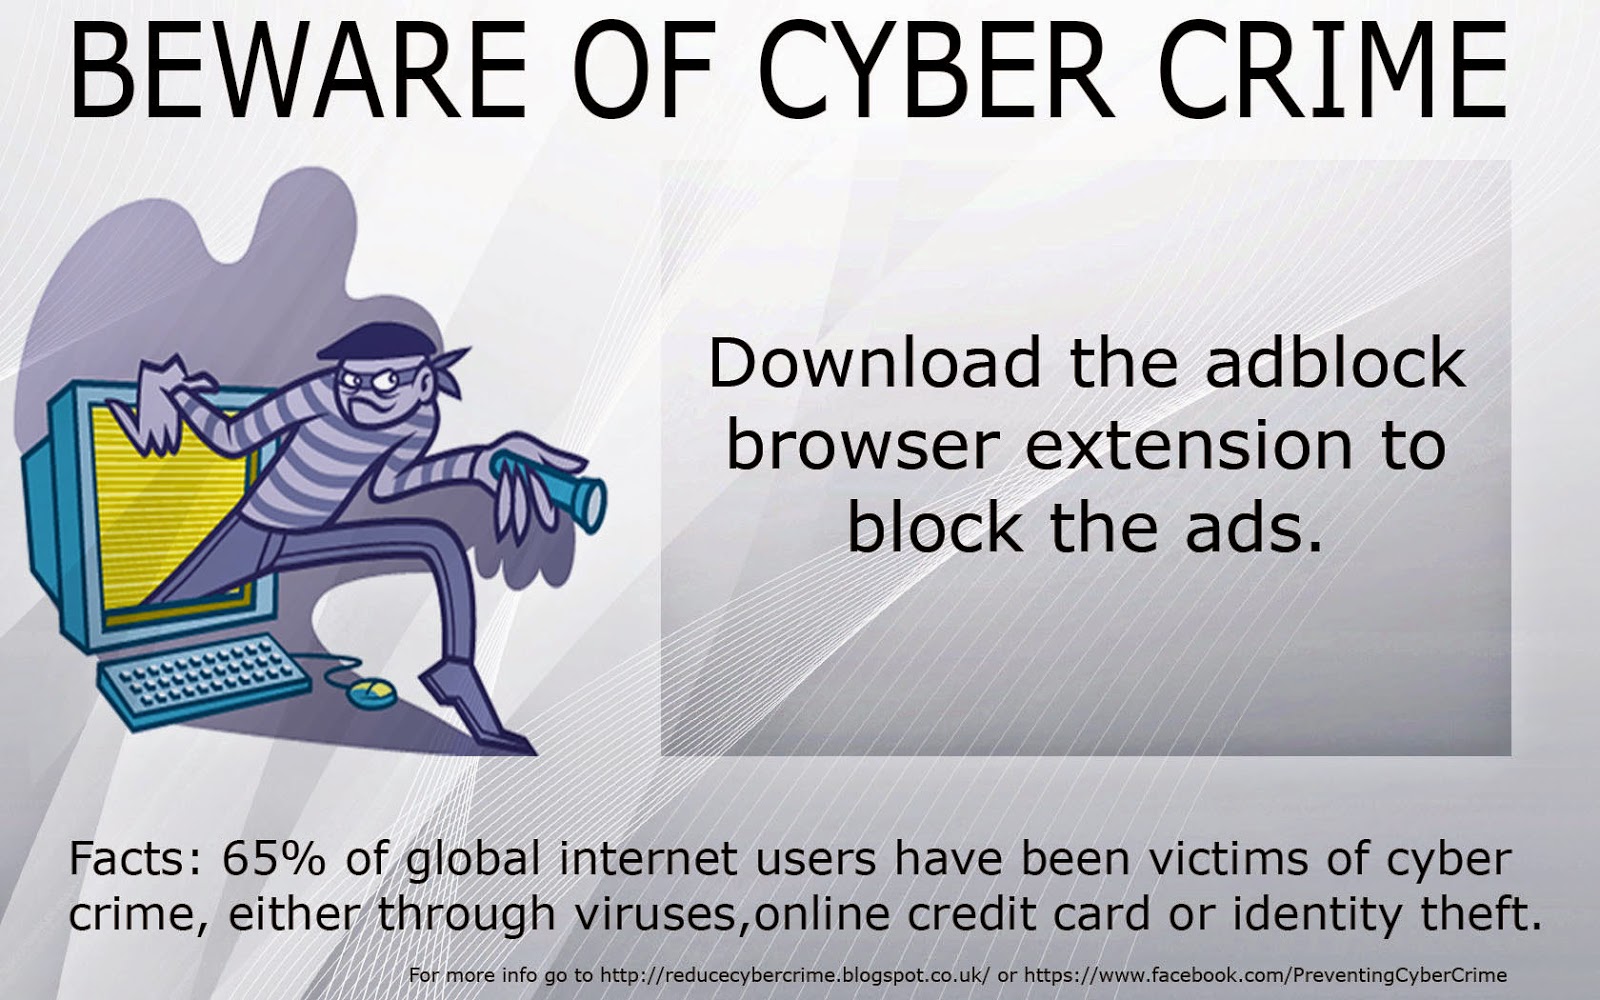 BEWARE OF CYBER CRIME
Download the adblock
browser extension to
block the ads.
Facts: 65% of global internet users have been victims of cyber
crime, either through viruses,online credit card or identity theft.
For more info go to http://reducecybercrime.blogspot.co.uk/ or https://www.facebook.com/PreventingCyberCrime